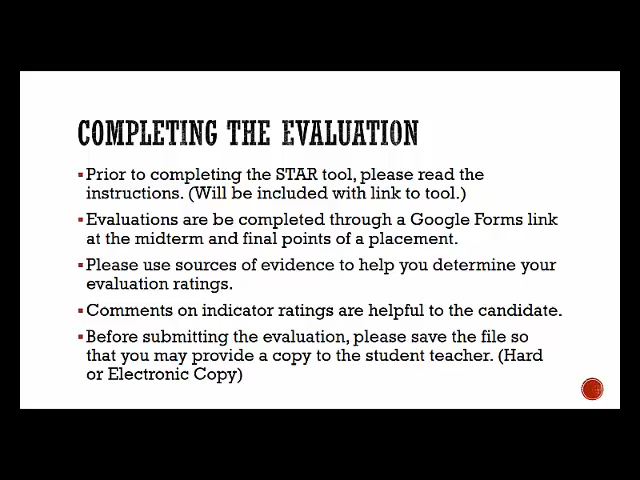 COMPLETING THE EVALUATION
▪Prior to completing the STAR tool, please read the
instructions. (Will be included with link to tool.)
▪Evaluations are be completed through a Google Forms link
at the midterm and final points of a placement.
▪Please use sources of evidence to help you determine your
evaluation ratings.
▪Comments on indicator ratings are helpful to the candidate.
▪Before submitting the evaluation, please save the file so
that you may provide a copy to the student teacher. (Hard
or Electronic Copy)